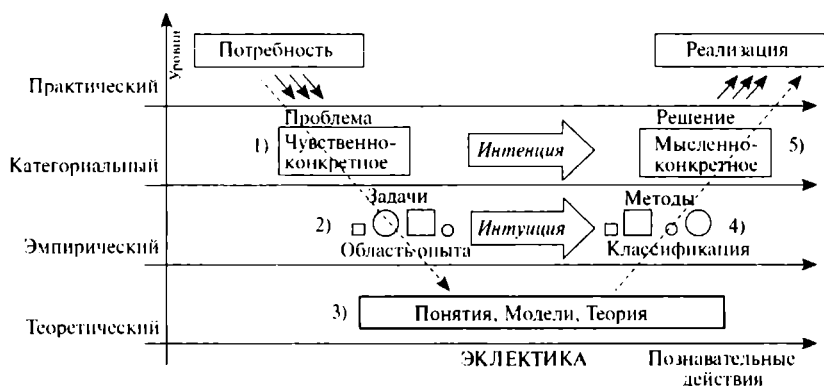 Уровни
Потребность
Реализация
Практический
Проблема
Решение
1)
Чувственно-
конкретное
Интенция
Мысленно-
конкретное
5)
Категориальный
Задачи
Методы
2)
Интуиция
4)
Эмпирический
Область опыта
Классификация
3)
Понятия, Модели, Теория
Теоретический
ЭКЛЕКТИКА
Познавательные
действия